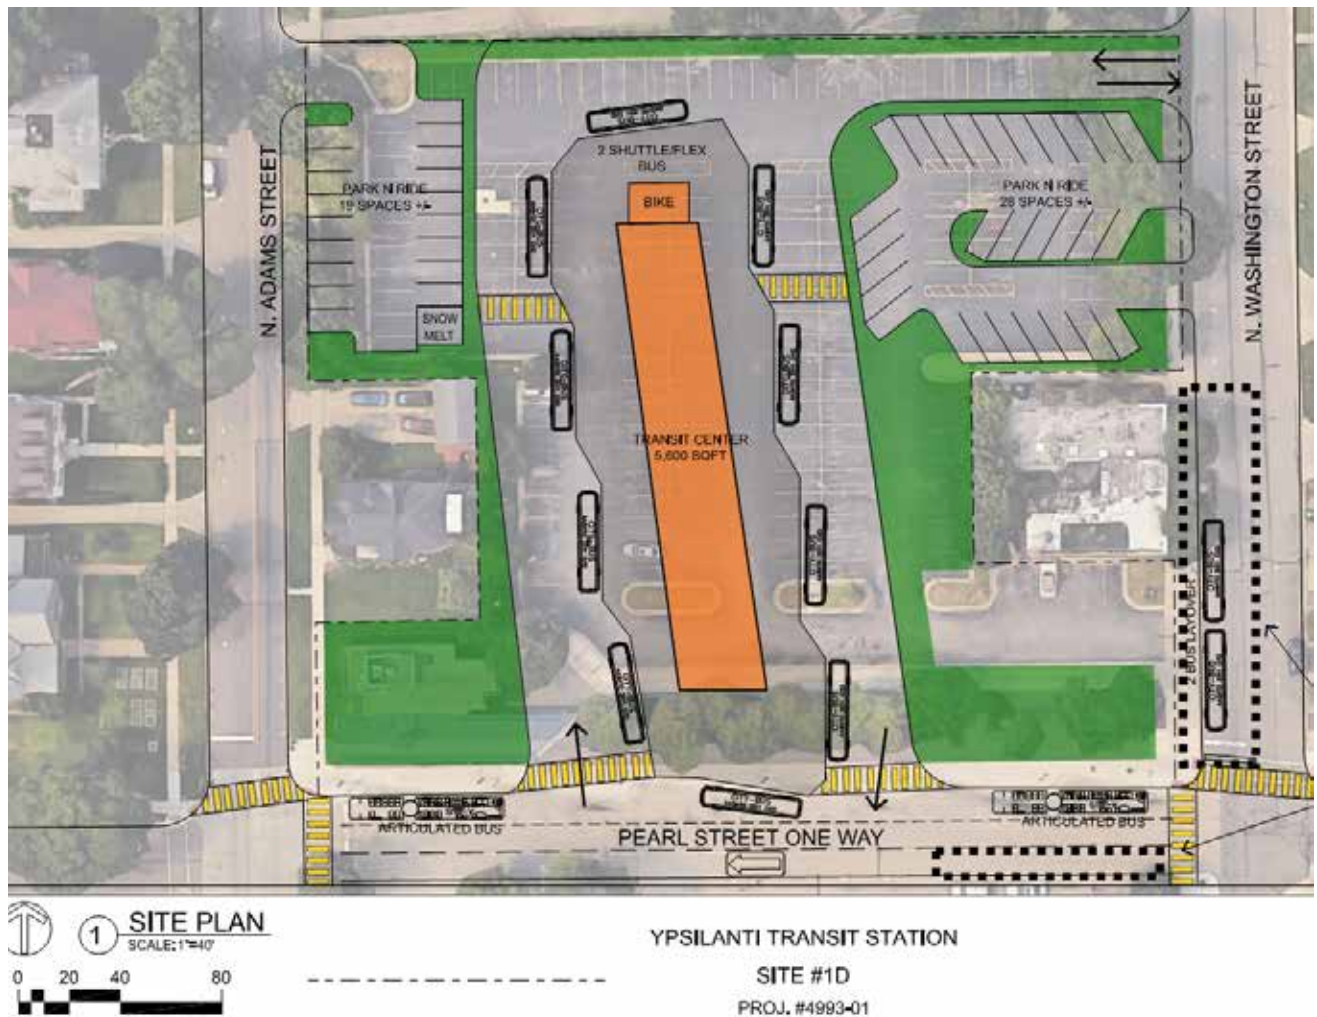 2 SHUTTLE/FLEX
BUS
BIKE
PARK N RIDE
19 SPACES +/-
PARK N RIDE
28 SPACES +/-
N. ADAMS STREET
N. WASHINGTON STREET
SNOW
MELT
TRANSIT CENTER
5,600 SQFT
2 BUS LAYOVER
ARTICULATED BUS
ARTICULATED BUS
PEARL STREET ONE WAY
1
SITE PLAN
SCALE: 1"=40'
0 20 40 80
YPSILANTI TRANSIT STATION
SITE #1D
PROJ. #4993-01